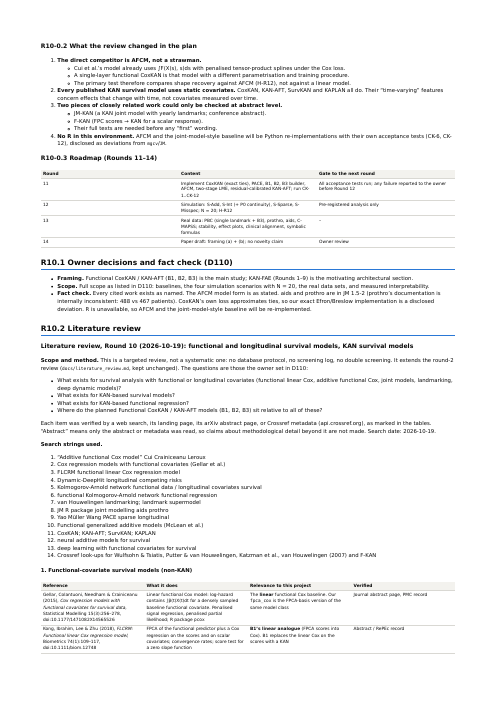 R10-0.2 What the review changed in the plan
1. The direct competitor is AFCM, not a strawman.
Cui et al.'s model already uses ∫F(X(s), s)ds with penalised tensor-product splines under the Cox loss.
A single-layer functional CoxKAN is that model with a different parametrisation and training procedure.
The primary test therefore compares shape recovery against AFCM (H-R12), not against a linear model.
2. Every published KAN survival model uses static covariates. CoxKAN, KAN-AFT, SurvKAN and KAPLAN all do. Their "time-varying" features
concern effects that change with time, not covariates measured over time.
3. Two pieces of closely related work could only be checked at abstract level.
JM-KAN (a KAN joint model with yearly landmarks; conference abstract).
F-KAN (FPC scores → KAN for a scalar response).
Their full texts are needed before any "first" wording.
4. No R in this environment. AFCM and the joint-model-style baseline will be Python re-implementations with their own acceptance tests (CK-6, CK-
12), disclosed as deviations from mgcv/JM.
R10-0.3 Roadmap (Rounds 11–14)
Round Content Gate to the next round
11 Implement CoxKAN (exact ties), PACE, B1, B2, B3 builder, All acceptance tests run; any failure reported to the owner
AFCM, two-stage LME, residual-calibrated KAN-AFT; run CK- before Round 12
1..CK-12
12 Simulation: S-Add, S-Int (+ P0 continuity), S-Sparse, S- Pre-registered analysis only
Misspec; N = 20; H-R12
13 Real data: PBC (single landmark + B3), prothro, aids, C- –
MAPSS; stability, effect plots, clinical alignment, symbolic
formulas
14 Paper draft: framing (a) + (b); no novelty claim Owner review
R10.1 Owner decisions and fact check (D110)
Framing. Functional CoxKAN / KAN-AFT (B1, B2, B3) is the main study; KAN-FAE (Rounds 1–9) is the motivating architectural section.
Scope. Full scope as listed in D110: baselines, the four simulation scenarios with N = 20, the real data sets, and measured interpretability.
Fact check. Every cited work exists as named. The AFCM model form is as stated. aids and prothro are in JM 1.5-2 (prothro's documentation is
internally inconsistent: 488 vs 467 patients). CoxKAN's own loss approximates ties, so our exact Efron/Breslow implementation is a disclosed
deviation. R is unavailable, so AFCM and the joint-model-style baseline will be re-implemented.
R10.2 Literature review
Literature review, Round 10 (2026-10-19): functional and longitudinal survival models, KAN survival models
Scope and method. This is a targeted review, not a systematic one: no database protocol, no screening log, no double screening. It extends the round-2
review (docs/literature_review.md, kept unchanged). The questions are those the owner set in D110:
What exists for survival analysis with functional or longitudinal covariates (functional linear Cox, additive functional Cox, joint models, landmarking,
deep dynamic models)?
What exists for KAN-based survival models?
What exists for KAN-based functional regression?
Where do the planned Functional CoxKAN / KAN-AFT models (B1, B2, B3) sit relative to all of these?
Each item was verified by a web search, its landing page, its arXiv abstract page, or Crossref metadata (api.crossref.org), as marked in the tables.
"Abstract" means only the abstract or metadata was read, so claims about methodological detail beyond it are not made. Search date: 2026-10-19.
Search strings used.
1. "Additive functional Cox model" Cui Crainiceanu Leroux
2. Cox regression models with functional covariates (Gellar et al.)
3. FLCRM functional linear Cox regression model
4. Dynamic-DeepHit longitudinal competing risks
5. Kolmogorov-Arnold network functional data / longitudinal covariates survival
6. functional Kolmogorov-Arnold network functional regression
7. van Houwelingen landmarking; landmark supermodel
8. JM R package joint modelling aids prothro
9. Yao Müller Wang PACE sparse longitudinal
10. Functional generalized additive models (McLean et al.)
11. CoxKAN; KAN-AFT; SurvKAN; KAPLAN
12. neural additive models for survival
13. deep learning with functional covariates for survival
14. Crossref look-ups for Wulfsohn & Tsiatis, Putter & van Houwelingen, Katzman et al., van Houwelingen (2007) and F-KAN
1. Functional-covariate survival models (non-KAN)
Reference What it does Relevance to this project Verified
Gellar, Colantuoni, Needham & Crainiceanu Linear functional Cox model: log-hazard The linear functional Cox baseline. Our Journal abstract page, PMC record
(2015), Cox regression models with contains ∫β(t)X(t)dt for a densely sampled fpca_cox is the FPCA-basis version of the
functional covariates for survival data, baseline functional covariate. Penalised same model class
Statistical Modelling 15(3):256–278, signal regression, penalised partial
doi:10.1177/1471082X14565526 likelihood; R package pcox
Kong, Ibrahim, Lee & Zhu (2018), FLCRM: FPCA of the functional predictor plus a Cox B1's linear analogue (FPCA scores into Abstract / RePEc record
Functional linear Cox regression model, regression on the scores and on scalar Cox). B1 replaces the linear Cox on the
Biometrics 74(1):109–117, covariates; convergence rates; score test for scores with a KAN
doi:10.1111/biom.12748 a zero slope function